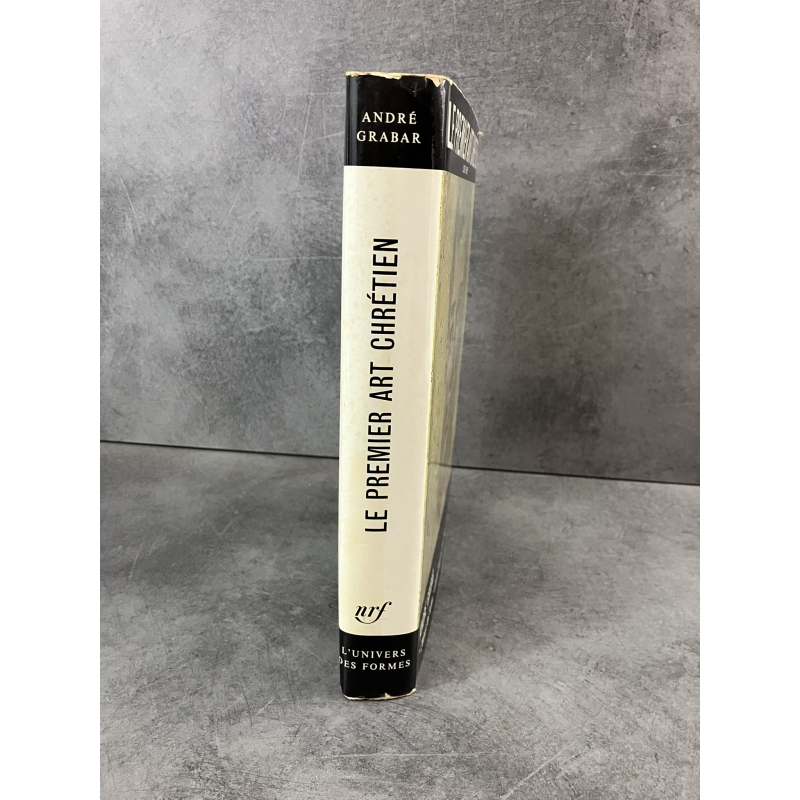 ANDRÉ
GRABAR
LE PREMIER ART CHRÉTIEN
nrf
L'UNIVERS
DES FORMES